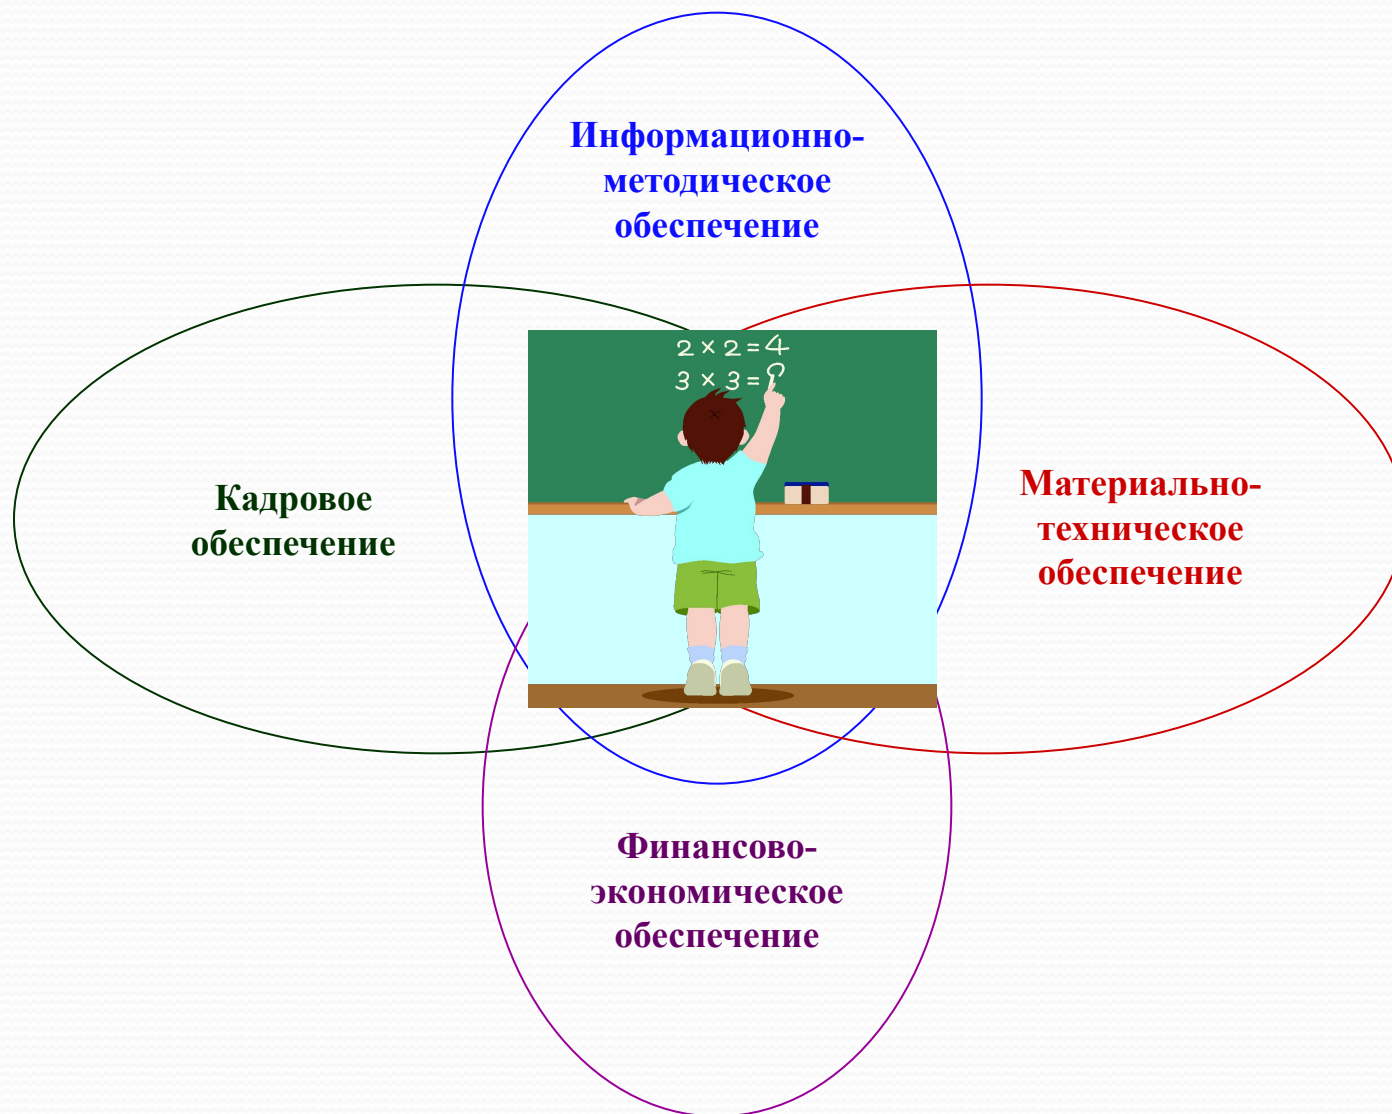 Информационно-
методическое
обеспечение
2 × 2 = 4
3 × 3 =
Кадровое
обеспечение
Материально-
техническое
обеспечение
Финансово-
экономическое
обеспечение